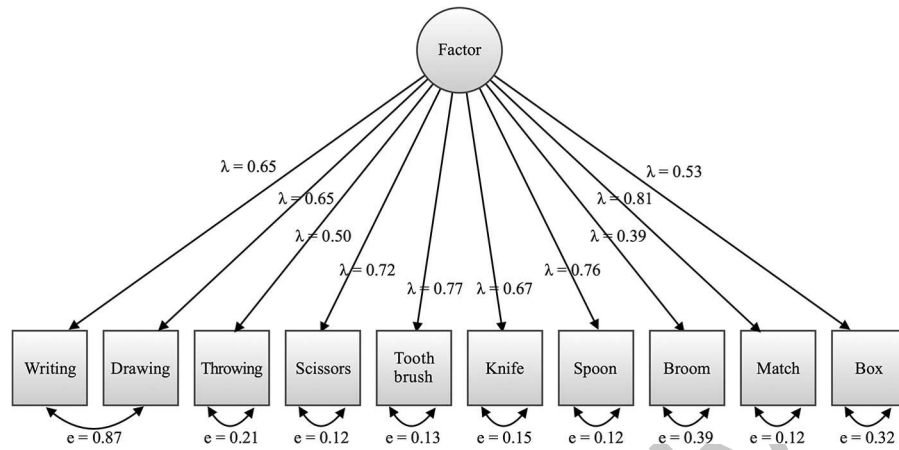 Factor
λ = 0.65
λ = 0.65
λ = 0.50
λ = 0.72
λ = 0.77
λ = 0.67
λ = 0.76
λ = 0.39
λ = 0.81
λ = 0.53
Writing
Drawing
Throwing
Scissors
Tooth
brush
Knife
Spoon
Broom
Match
Box
e = 0.87
e = 0.21
e = 0.12
e = 0.13
e = 0.15
e = 0.12
e = 0.39
e = 0.12
e = 0.32